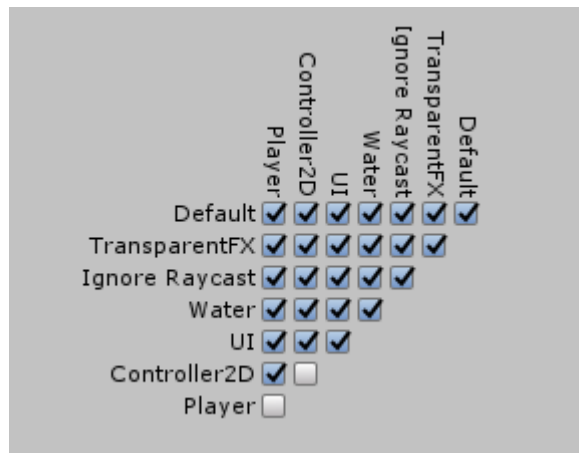 Player
Controller2D
UI
Water
Ignore Raycast
TransparentFX
Default
Default
TransparentFX
Ignore Raycast
Water
UI
Controller2D
Player